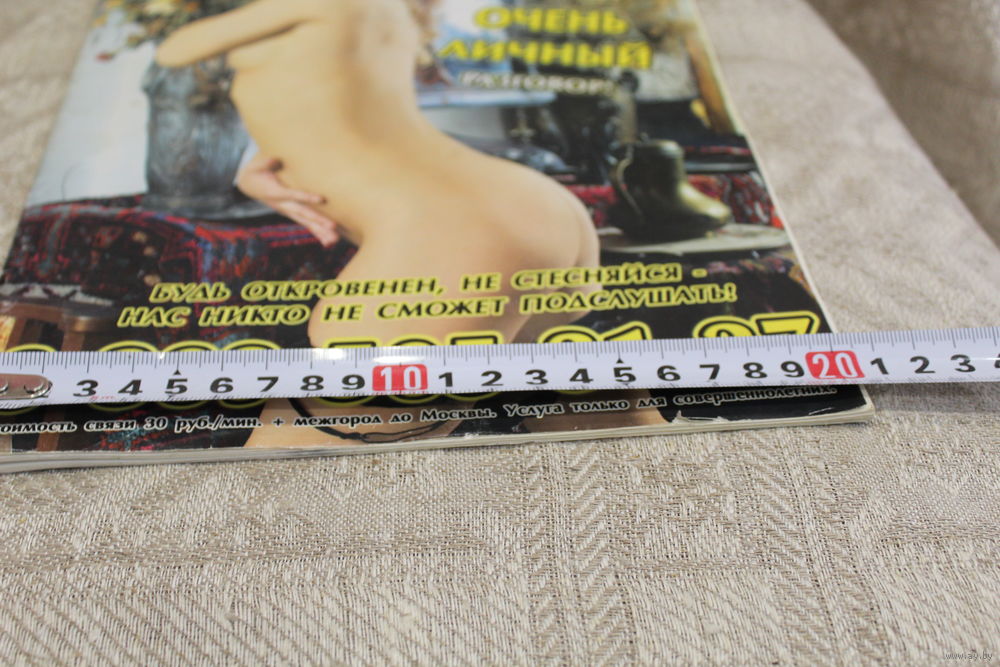 ОЧЕНЬ
ЛИЧНЫЙ
РАЗГОВОР!
БУДЬ ОТКРОВЕНЕН, НЕ СТЕСНЯЙСЯ -
НАС НИКТО НЕ СМОЖЕТ ПОДСЛУШАТЬ!
3 4 5 6 7 8 9 10 1 2 3 4 5 6 7 8 9 20 1 2 3 4
связи 30 руб./мин. + межгород до Москвы. Услуга только для совершеннолетних.
www.ay.by